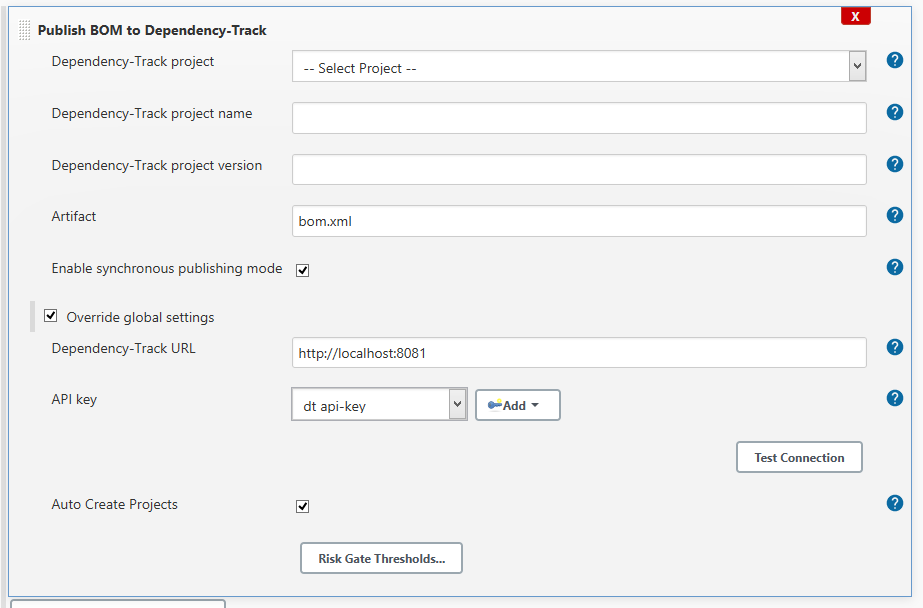 X
Publish BOM to Dependency-Track
Dependency-Track project
-- Select Project --
?
Dependency-Track project name
?
Dependency-Track project version
?
Artifact
bom.xml
?
Enable synchronous publishing mode
?
Override global settings
Dependency-Track URL
http://localhost:8081
?
API key
dt api-key
Add
?
Test Connection
Auto Create Projects
?
Risk Gate Thresholds...